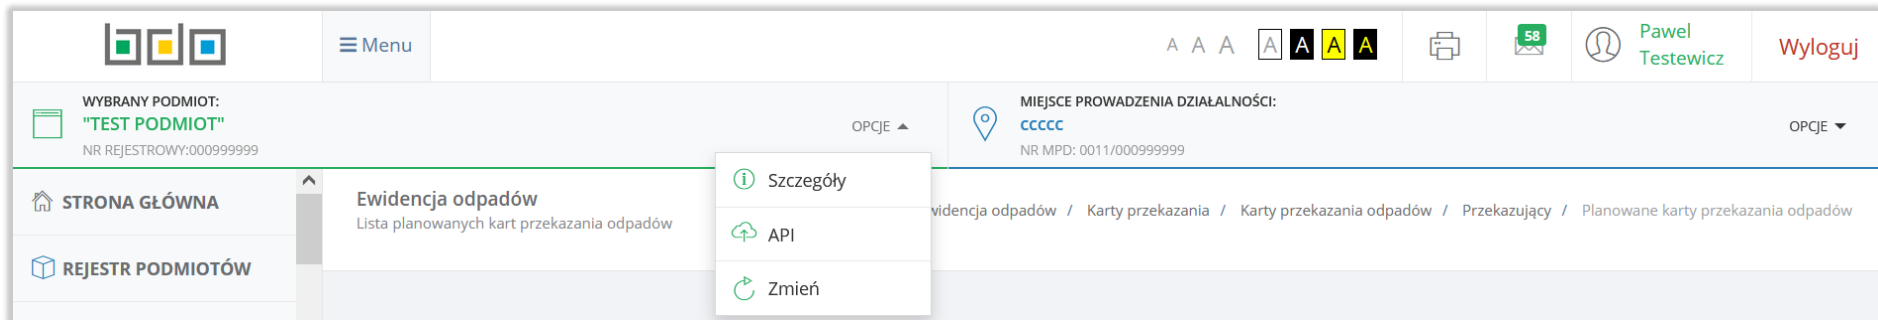 bdo
Menu
A A A A A A A
58
Pawel
Testewicz
Wyloguj
WYBRANY PODMIOT:
"TEST PODMIOT"
NR REJESTROWY:000999999
OPCJE
MIEJSCE PROWADZENIA DZIAŁALNOŚCI:
ccccc
NR MPD: 0011/000999999
OPCJE
Szczegóły
API
Zmień
STRONA GŁÓWNA
REJESTR PODMIOTÓW
Ewidencja odpadów
Lista planowanych kart przekazania odpadów
widencja odpadów / Karty przekazania / Karty przekazania odpadów / Przekazujący / Planowane karty przekazania odpadów